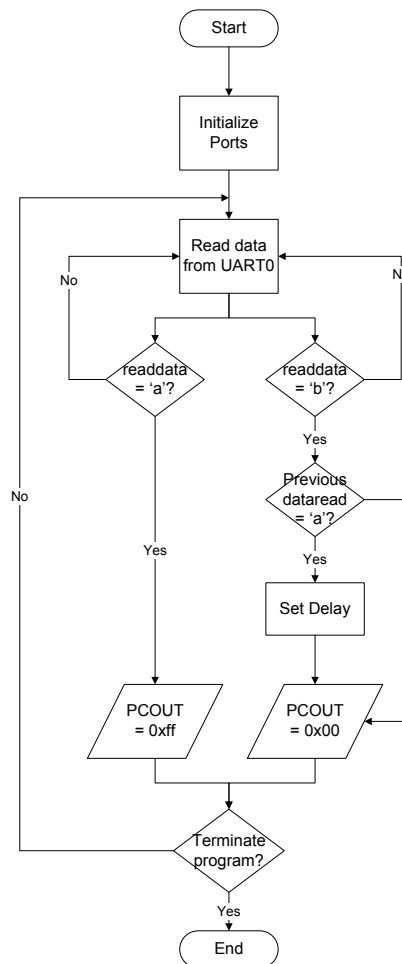 Start
Initialize
Ports
Read data
from UART0
No
N
readdata
= ‘a’?
readdata
= ‘b’?
Yes
Previous
dataread
= ‘a’?
No
Yes
Yes
Set Delay
PCOUT
= 0xff
PCOUT
= 0x00
Terminate
program?
Yes
End